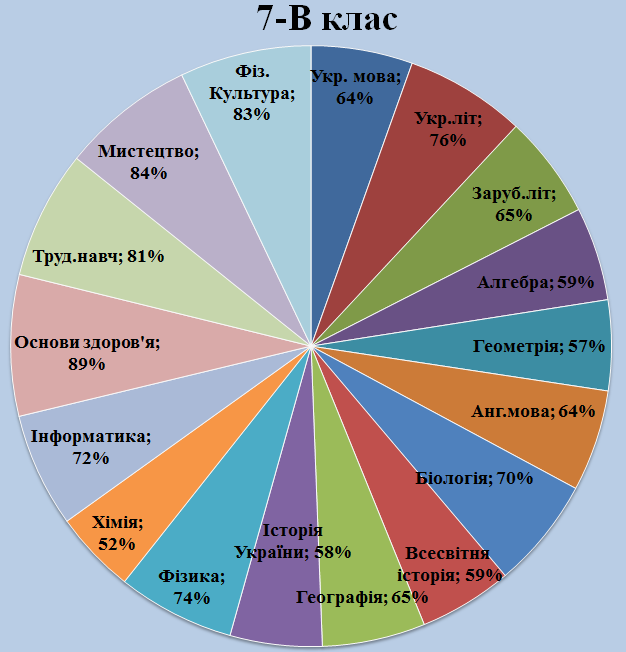 7-В клас
Укр. мова;
64%
Укр.літ;
76%
Заруб.літ;
65%
Алгебра; 59%
Геометрія; 57%
Анг.мова; 64%
Біологія; 70%
Всесвітня
історія; 59%
Географія; 65%
Історія
України; 58%
Фізика;
74%
Хімія;
52%
Інформатика;
72%
Основи здоров'я;
89%
Труд.навч; 81%
Мистецтво;
84%
Фіз.
Культура;
83%